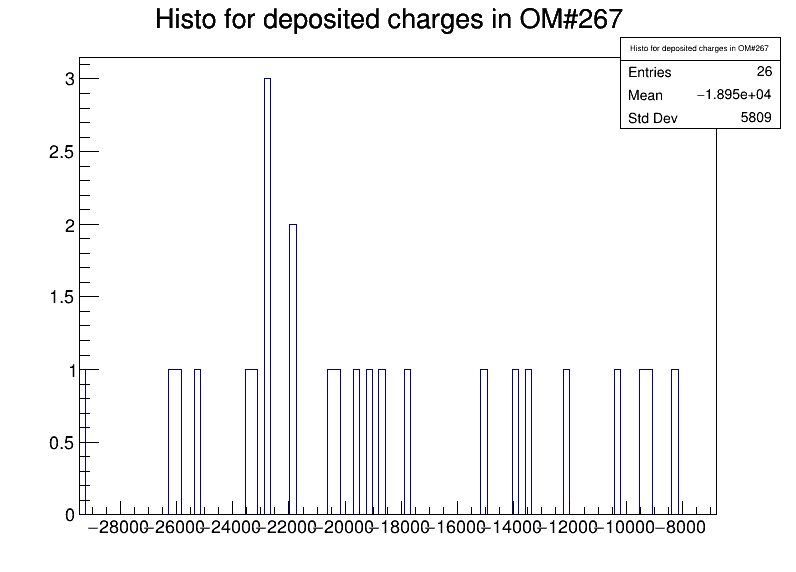 Histo for deposited charges in OM#267
Histo for deposited charges in OM#267
Entries 26
Mean −1.895e+04
Std Dev 5809
3
2.5
2
1.5
1
0.5
0
−28000 −26000 −24000 −22000 −20000 −18000 −16000 −14000 −12000 −10000 −8000